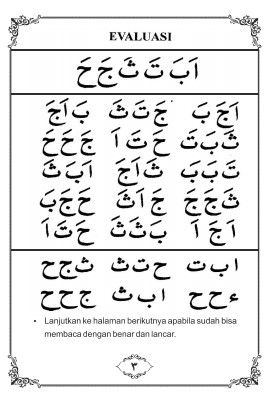 EVALUASI
اَ بَ تَ ثَ جَ حَ
اَ جَ بَ جَ تَ ثَ بَ اَ جَ
ثَ بَ تَ حَ تَ اَ جَ حَ حَ
تَ بَ بَ ثَ اَ جَ اَ بَ ثَ
ثَ جَ جَ جَ اَ ثَ حَ جَ بَ
اَ جَ اَ بَ ثَ ثَ حَ تَ اَ
ا ب ت ح ت ث ث ج ح
ء ح ح ا ب ث ج ح ح
• Lanjutkan ke halaman berikutnya apabila sudah bisa
membaca dengan benar dan lancar.
٣